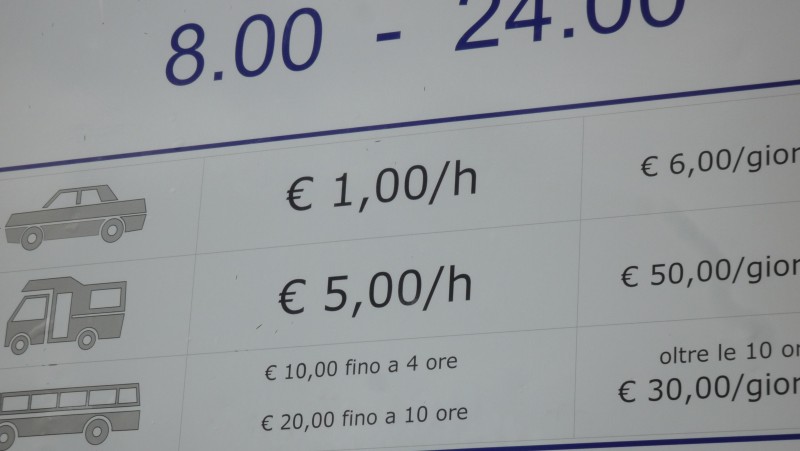 8.00 - 24.00
€ 1,00/h € 6,00/gior
€ 5,00/h € 50,00/gior
€ 10,00 fino a 4 ore oltre le 10 or
€ 20,00 fino a 10 ore € 30,00/gior